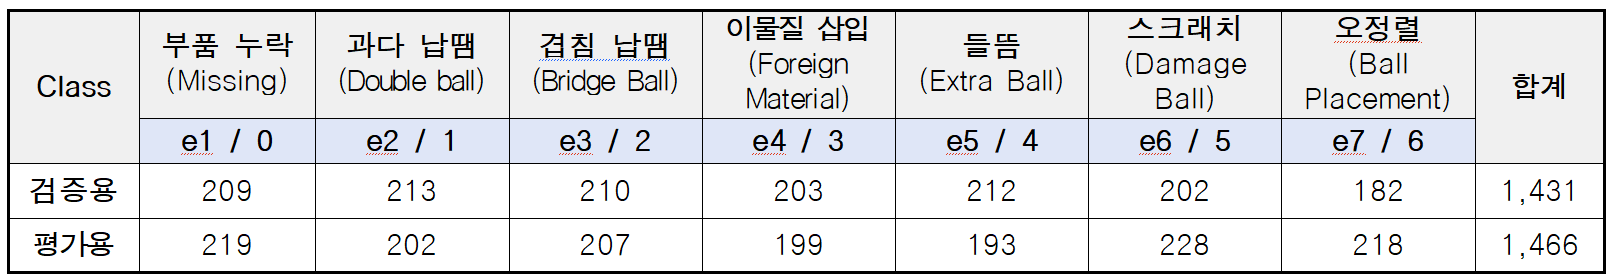 Class
부품 누락
(Missing)
과다 납땜
(Double ball)
겹침 납땜
(Bridge Ball)
이물질 삽입
(Foreign
Material)
들뜸
(Extra Ball)
스크래치
(Damage
Ball)
오정렬
(Ball
Placement)
합계
e1 / 0
e2 / 1
e3 / 2
e4 / 3
e5 / 4
e6 / 5
e7 / 6
검증용 209 213 210 203 212 202 182 1,431
평가용 219 202 207 199 193 228 218 1,466